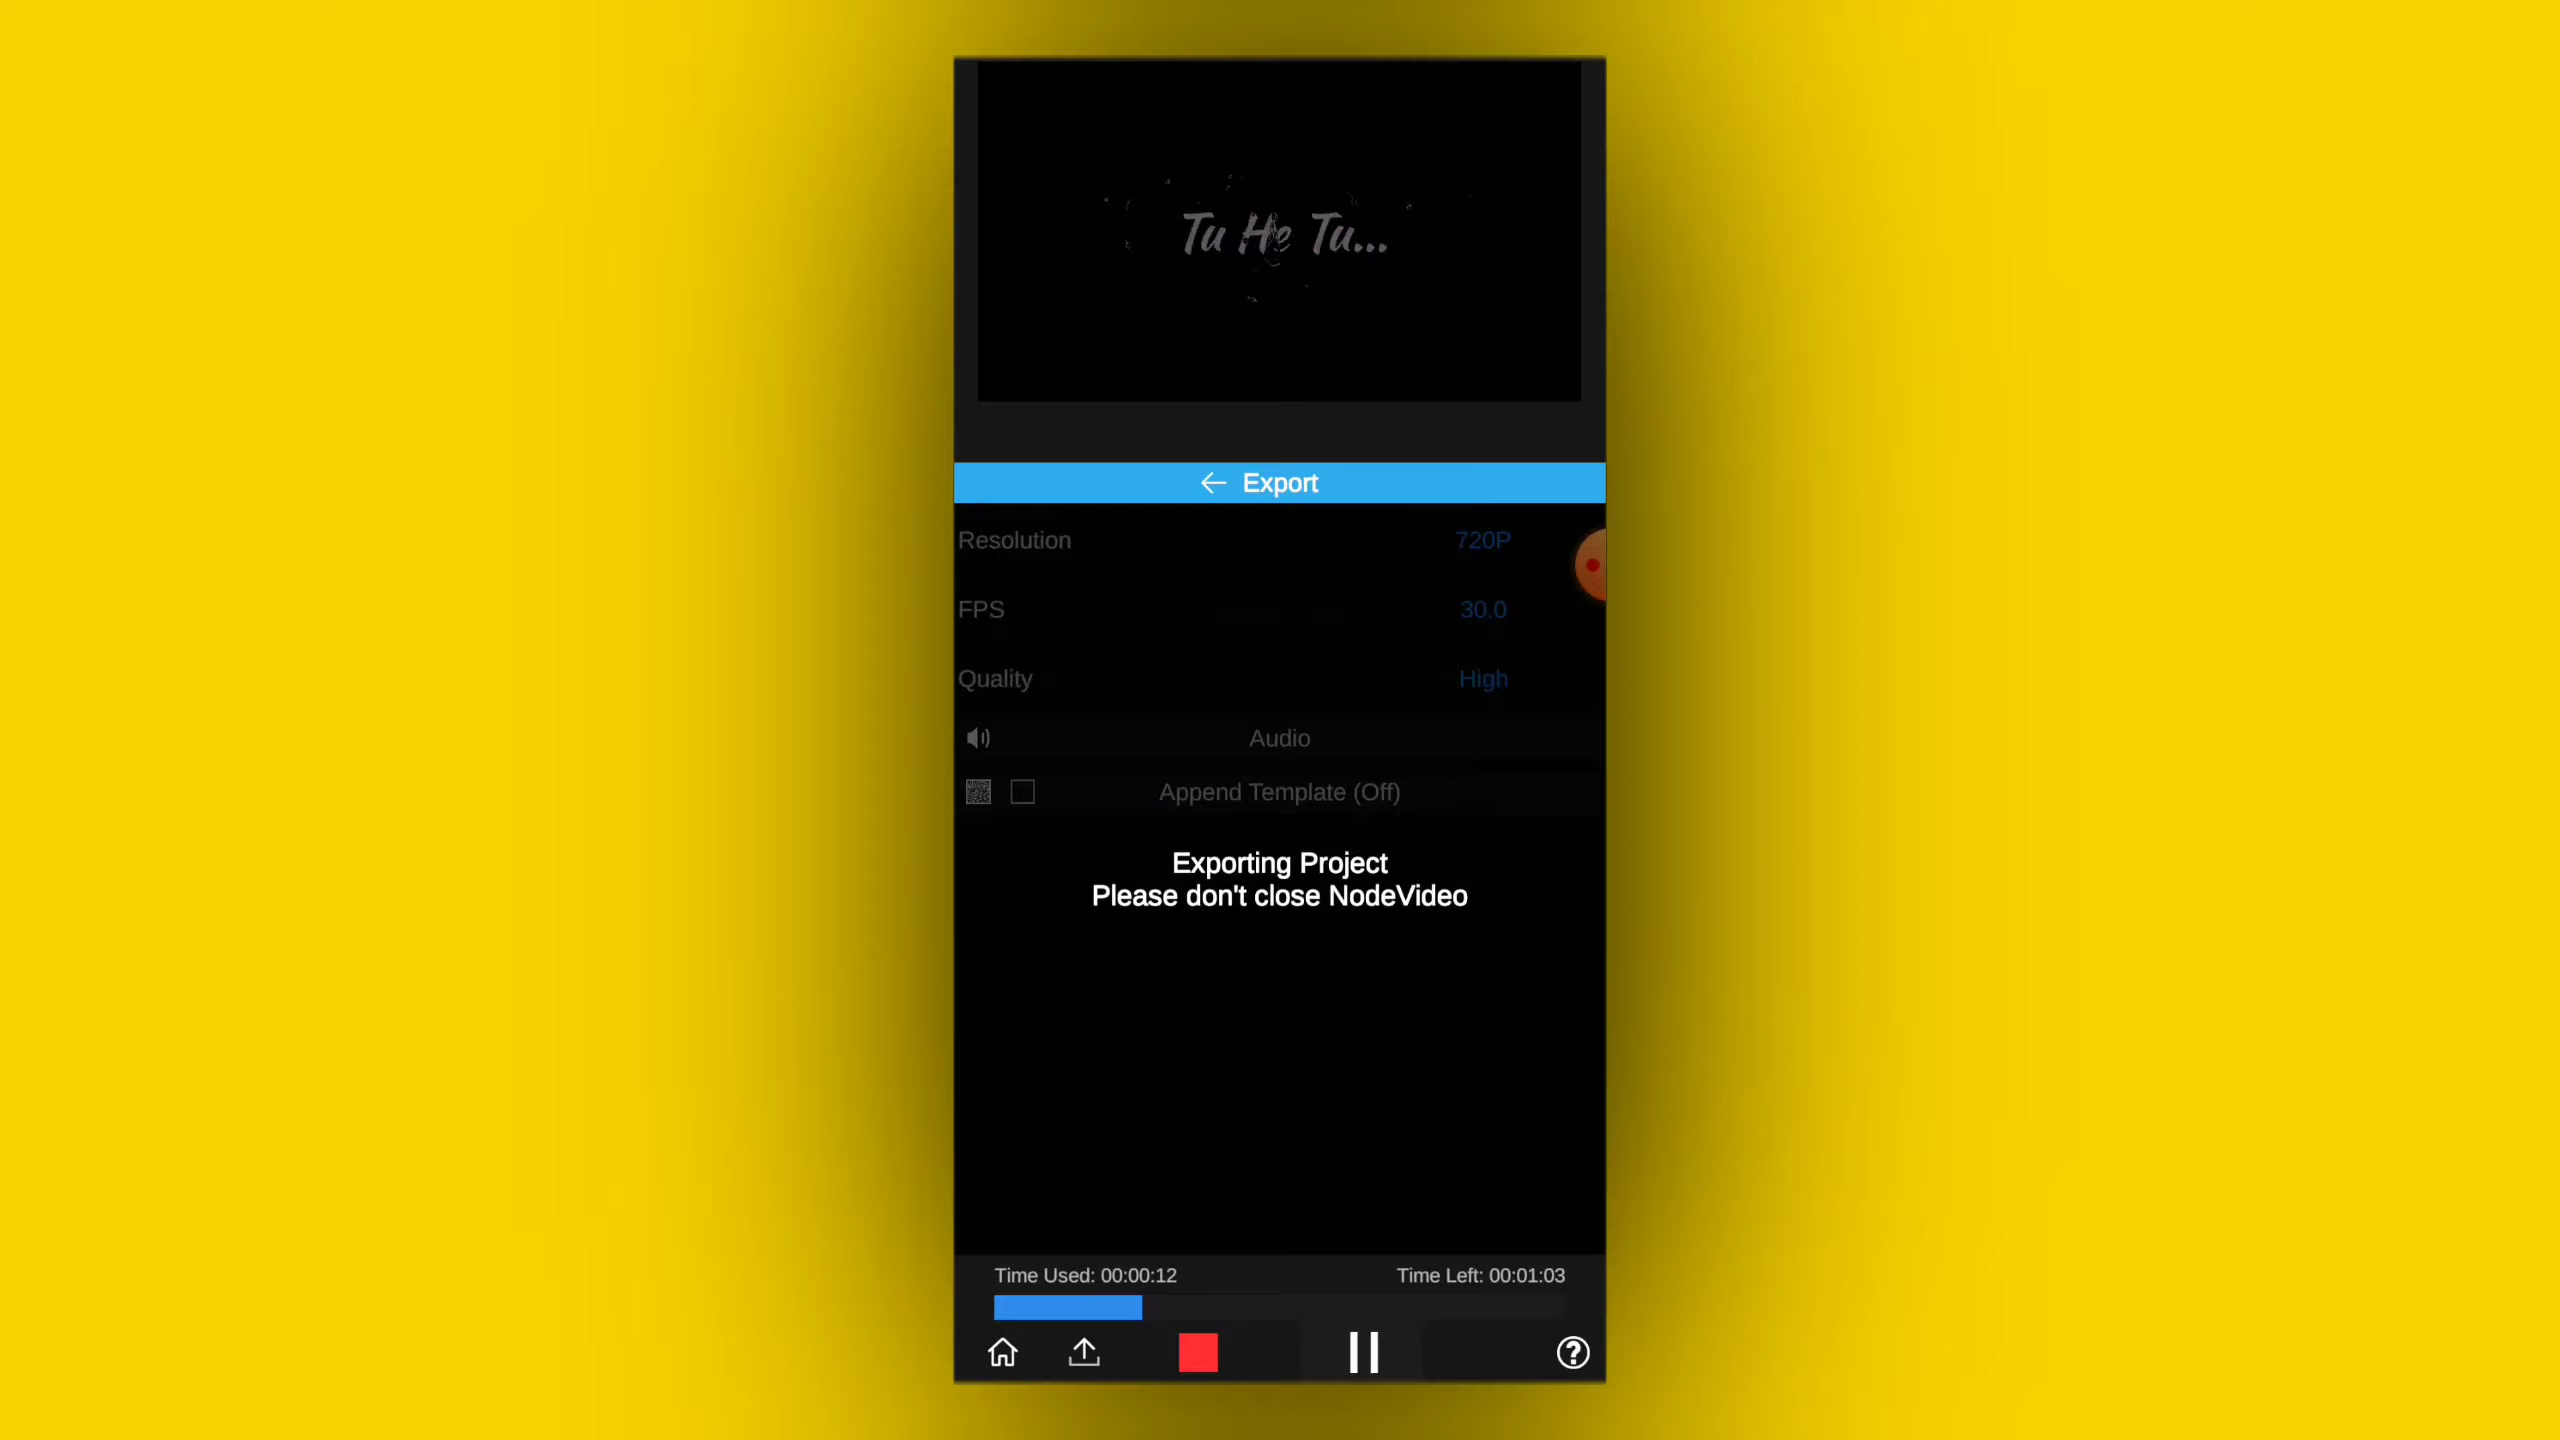 Tu He Tu...
Export
Resolution 720P
FPS 30.0
Quality High
Audio
Append Template (Off)
Exporting Project
Please don't close NodeVideo
Time Used: 00:00:12 Time Left: 00:01:03